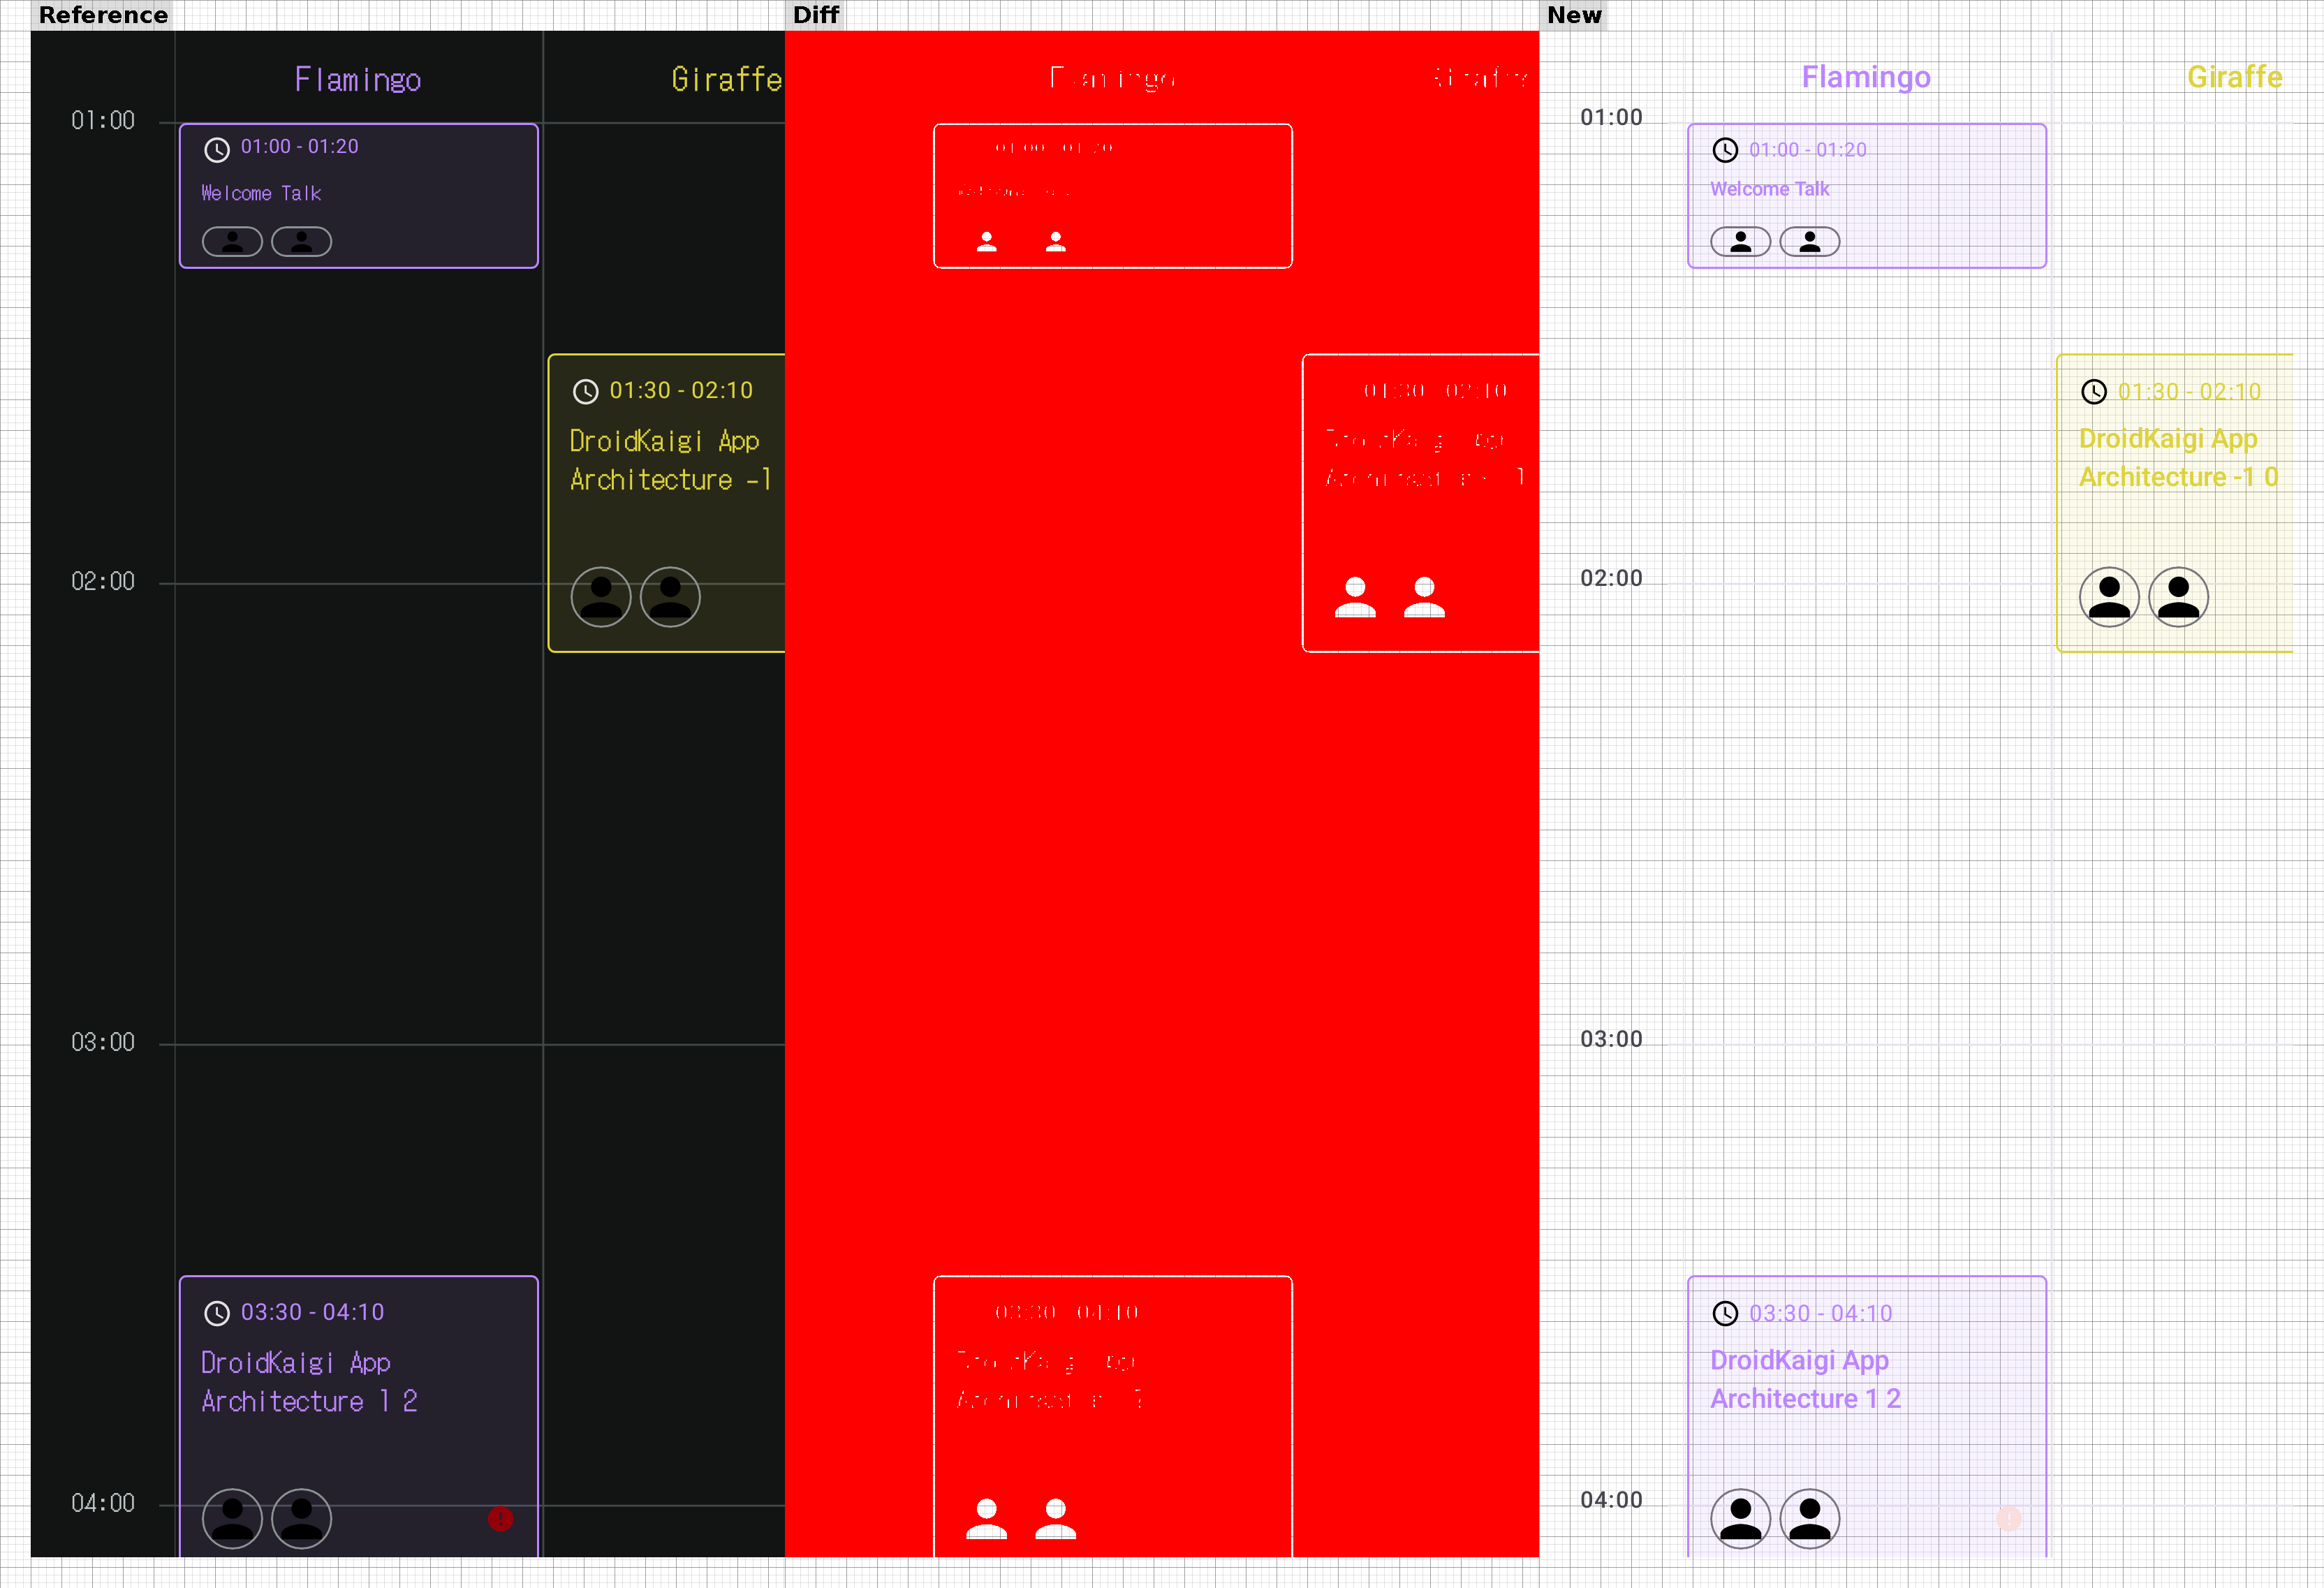 Reference
Flamingo
Giraffe
01:00
01:00 - 01:20
Welcome Talk
01:30 - 02:10
DroidKaigi App
Architecture -1
02:00
03:00
03:30 - 04:10
DroidKaigi App
Architecture 1 2
04:00
Diff
New
Flamingo
Giraffe
01:00
01:00 - 01:20
Welcome Talk
01:30 - 02:10
DroidKaigi App
Architecture -1 0
02:00
03:00
03:30 - 04:10
DroidKaigi App
Architecture 1 2
04:00